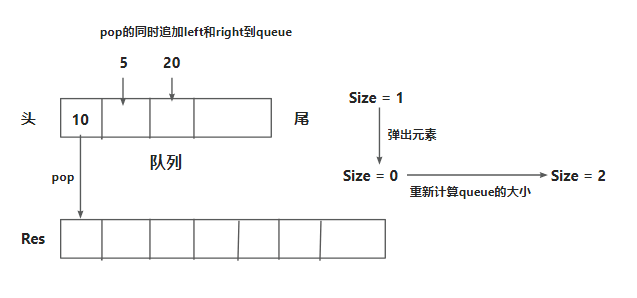 pop的同时追加left和right到queue
5 20
头 10 尾
队列
pop
Res
Size = 1
弹出元素
Size = 0 Size = 2
重新计算queue的大小